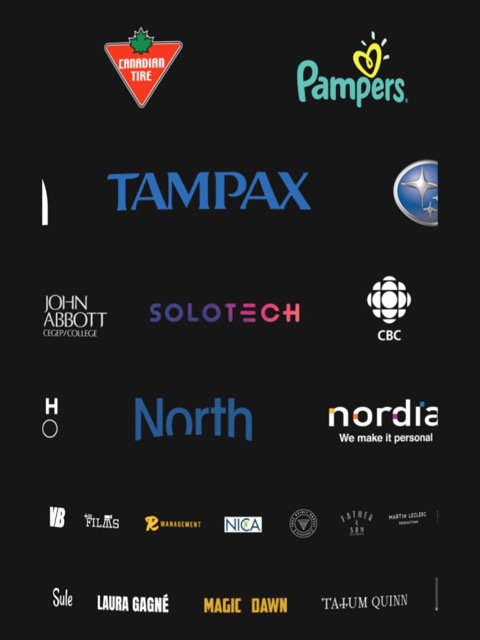 CANADIAN
TIRE
Pampers
TAMPAX
JOHN
ABBOTT
CEGEP/COLLEGE
SOLOTECH
CBC
H
O
North
nordia
We make it personal
VB
FILMS
R MANAGEMENT
NICA
FATHER
&
SON
MARTIN LECLERC
PRODUCTION
Sule
LAURA GAGNÉ
MAGIC DAWN
TATUM QUINN